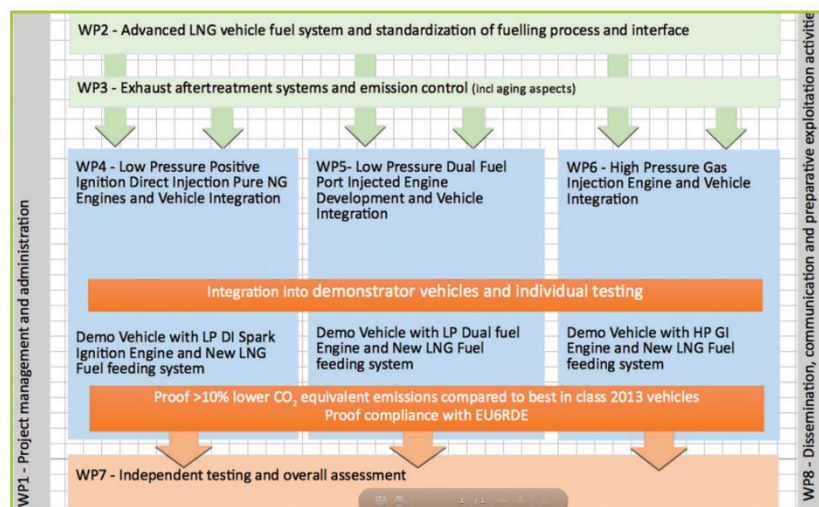 WP2 - Advanced LNG vehicle fuel system and standardization of fuelling process and interface
WP3 - Exhaust aftertreatment systems and emission control (incl aging aspects)
WP4 - Low Pressure Positive
Ignition Direct Injection Pure NG
Engines and Vehicle Integration
WP5- Low Pressure Dual Fuel
Port Injected Engine
Development and Vehicle
Integration
WP6 - High Pressure Gas
Injection Engine and Vehicle
Integration
Integration into demonstrator vehicles and individual testing
Demo Vehicle with LP DI Spark
Ignition Engine and New LNG
Fuel feeding system
Demo Vehicle with LP Dual fuel
Engine and New LNG Fuel
feeding system
Demo Vehicle with HP GI
Engine and New LNG Fuel
feeding system
Proof >10% lower CO₂ equivalent emissions compared to best in class 2013 vehicles
Proof compliance with EU6RDE
WP7 - Independent testing and overall assessment
WP1 - Project management and administration
WP8 - Dissemination, communication and preparative exploitation activitie